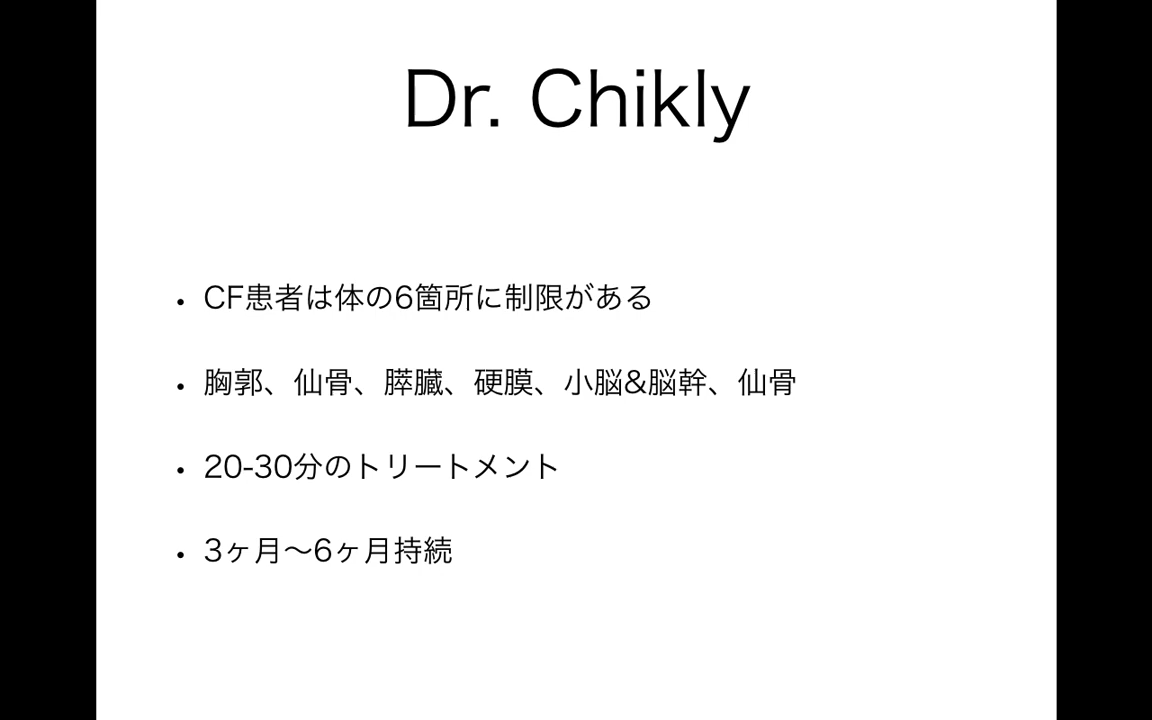 Dr. Chikly
• CF患者は体の6箇所に制限がある
• 胸郭、仙骨、膵臓、硬膜、小脳&脳幹、仙骨
• 20-30分のトリートメント
• 3ヶ月〜6ヶ月持続